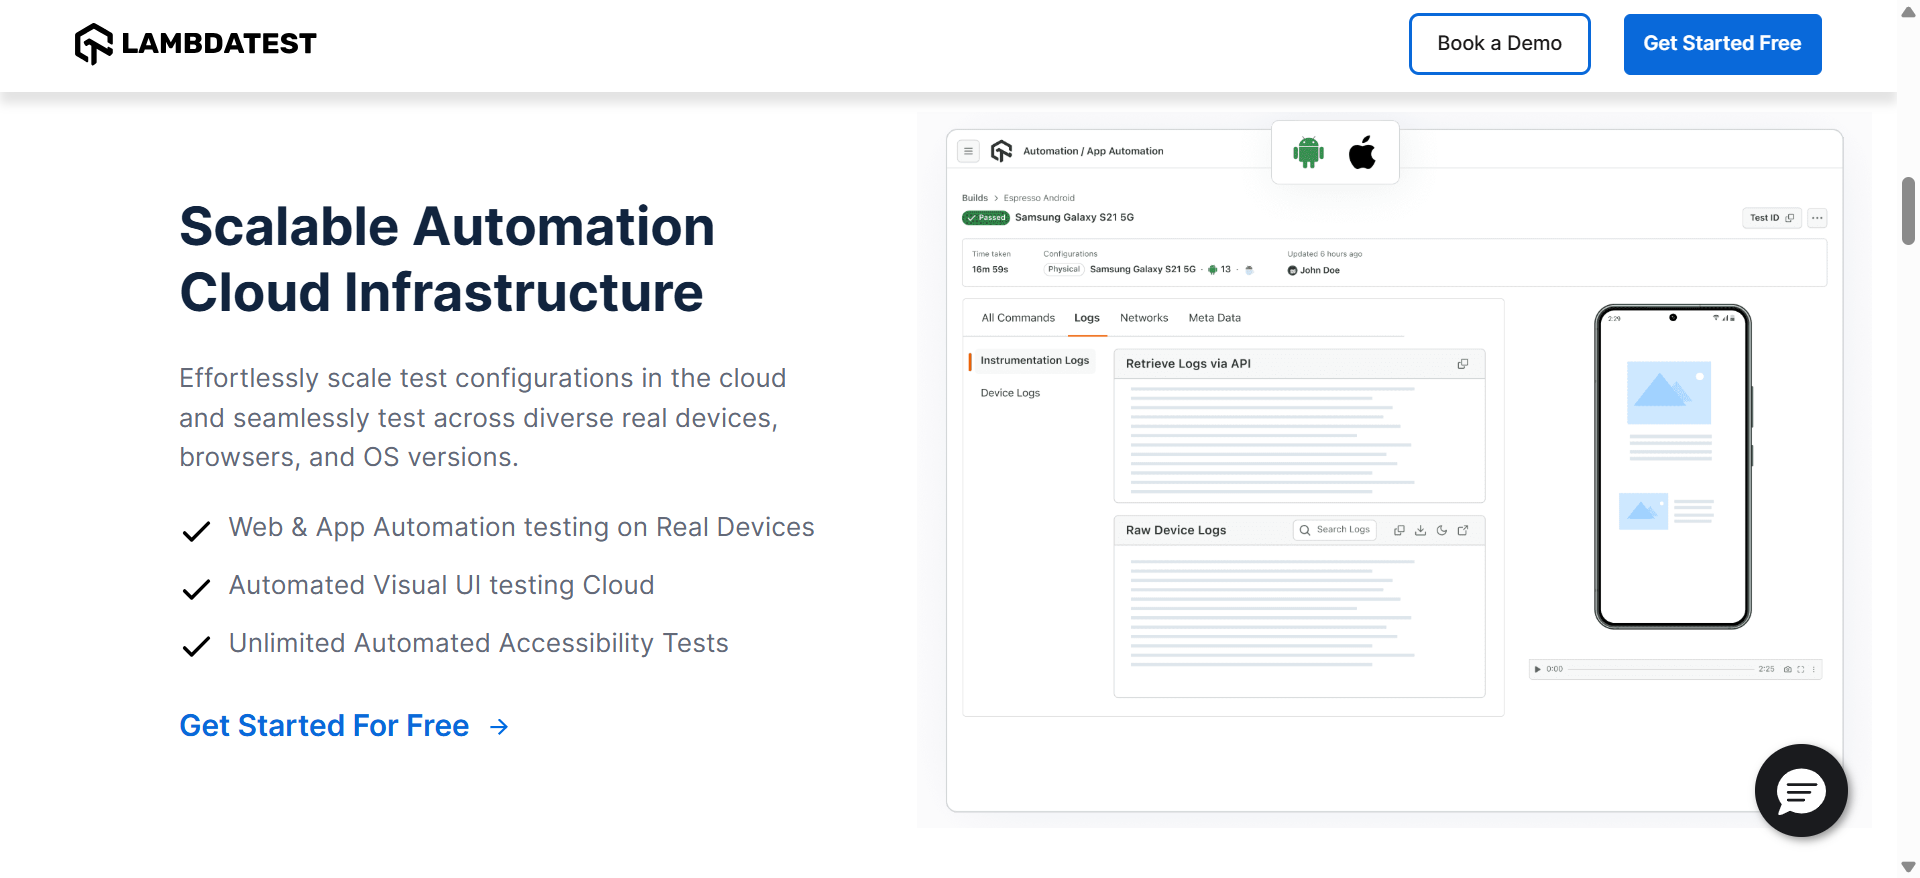 LAMBDATEST
Book a Demo
Get Started Free
Scalable Automation
Cloud Infrastructure
Effortlessly scale test configurations in the cloud
and seamlessly test across diverse real devices,
browsers, and OS versions.
Web & App Automation testing on Real Devices
Automated Visual UI testing Cloud
Unlimited Automated Accessibility Tests
Get Started For Free →
Automation / App Automation
Builds > Espresso Android
Passed Samsung Galaxy S21 5G
Test ID
Time taken
16m 59s
Configurations
Physical Samsung Galaxy S21 5G · 13 ·
Updated 6 hours ago
John Doe
All Commands Logs Networks Meta Data
Instrumentation Logs
Device Logs
Retrieve Logs via API
Raw Device Logs
Search Logs
2:29
0:00
2:25